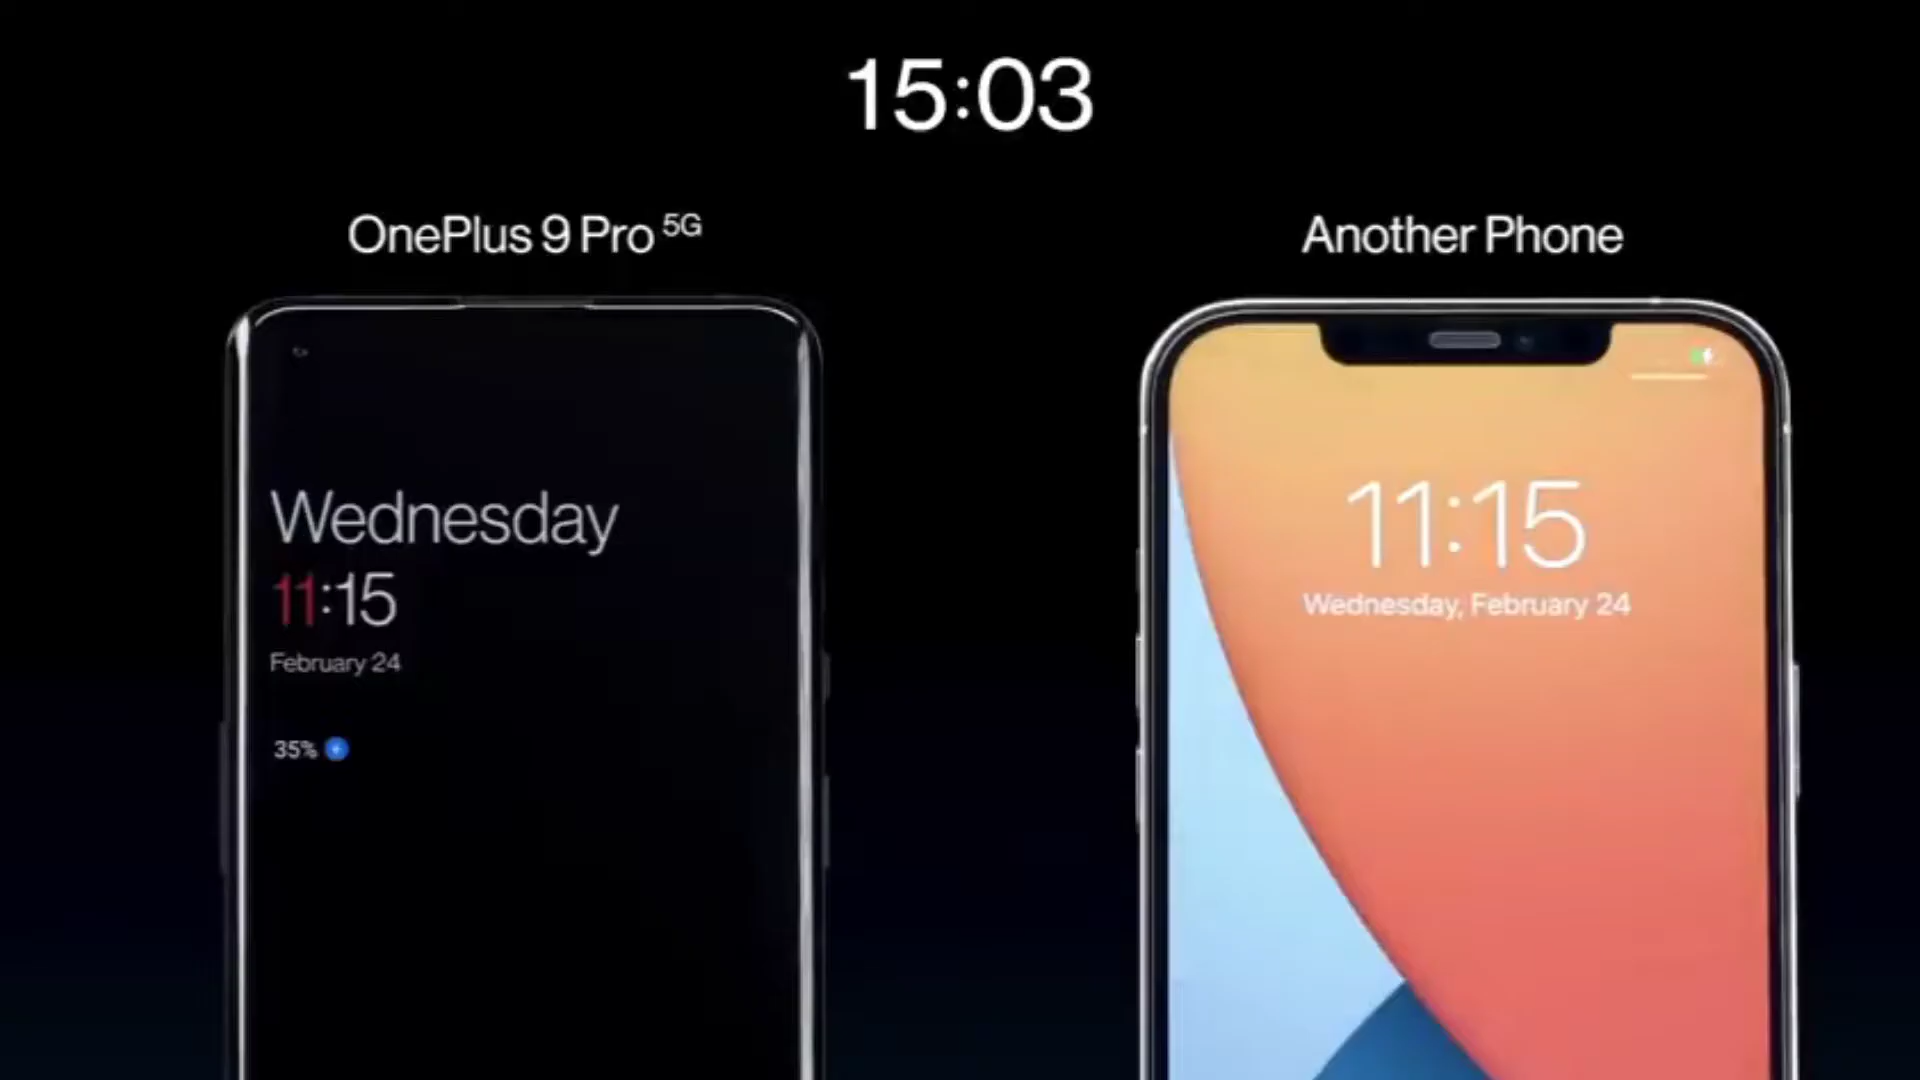 15:03
OnePlus 9 Pro 5G
Another Phone
Wednesday
11:15
February 24
35%
11:15
Wednesday, February 24